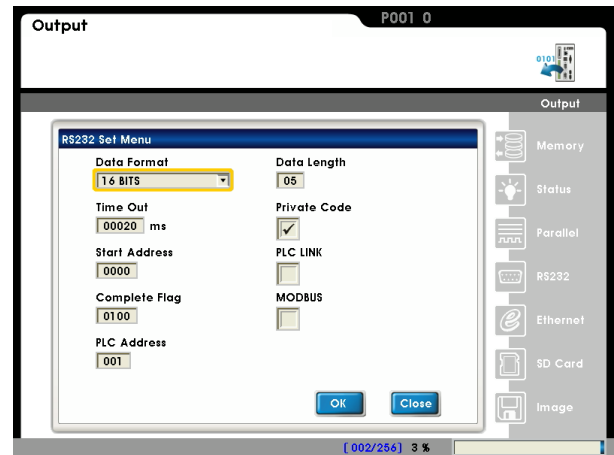 Output
P001 0
0101
Output
RS232 Set Menu
Data Format
16 BITS
Data Length
05
Time Out
00020 ms
Private Code
Start Address
0000
PLC LINK
Complete Flag
0100
MODBUS
PLC Address
001
OK
Close
Memory
Status
Parallel
RS232
Ethernet
SD Card
Image
[002/256] 3 %